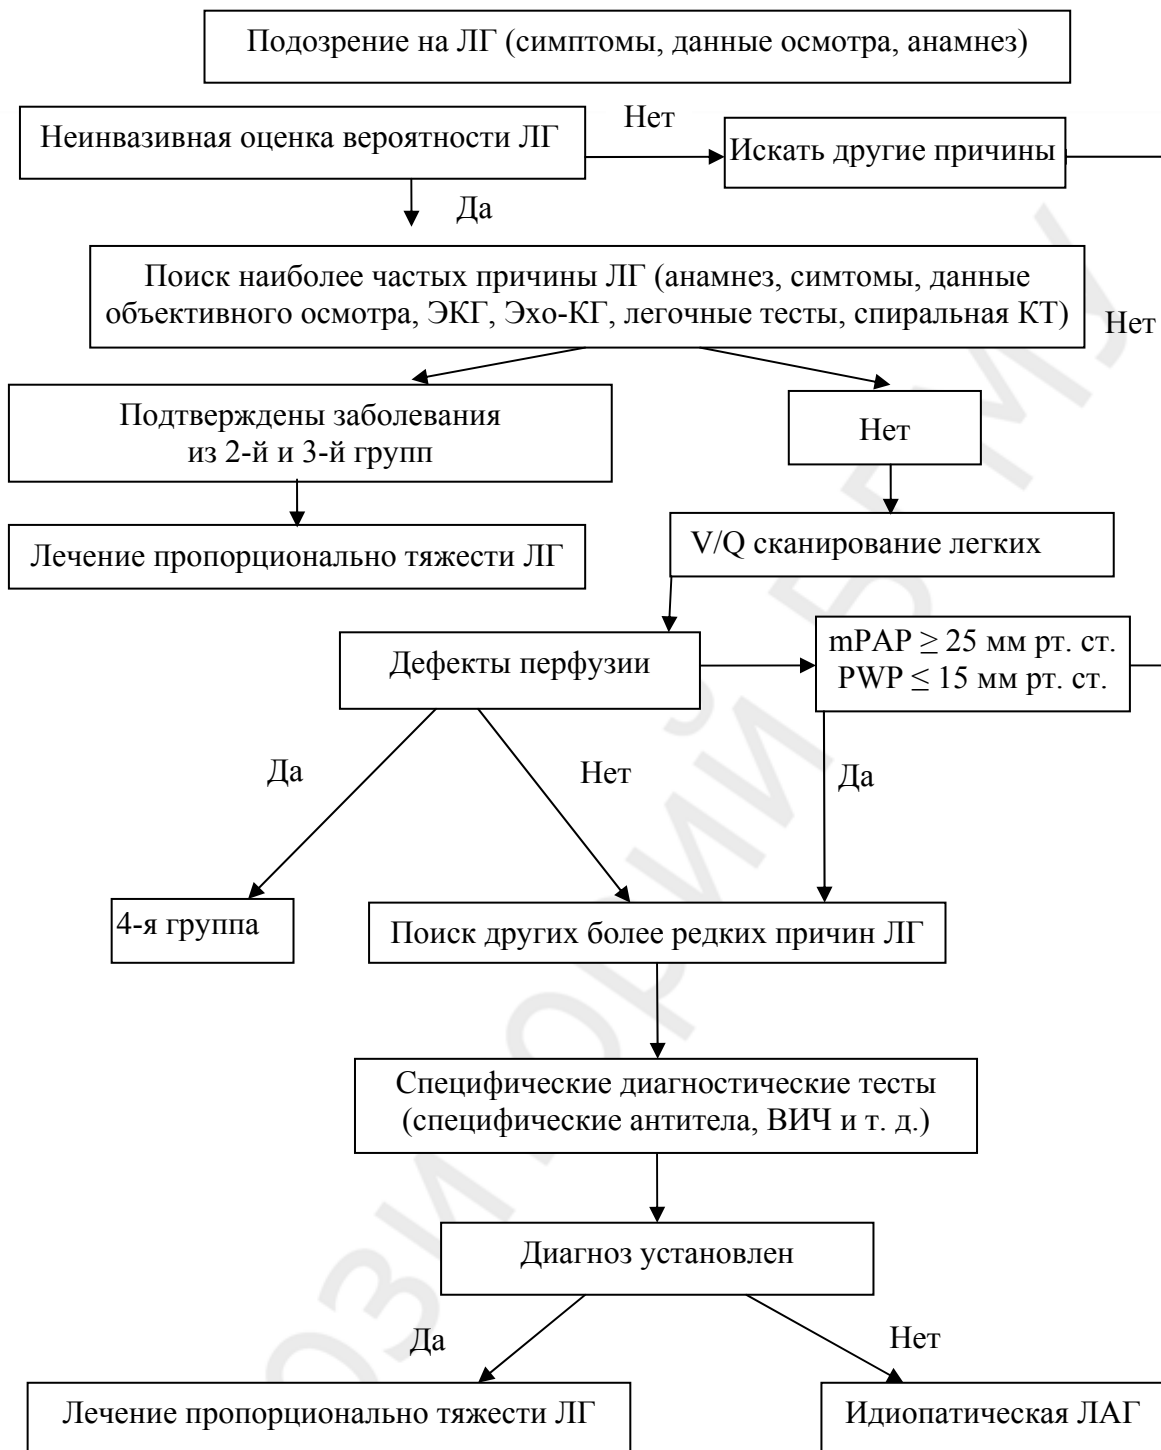 Подозрение на ЛГ (симптомы, данные осмотра, анамнез)
Неинвазивная оценка вероятности ЛГ
Нет
Искать другие причины
Да
Поиск наиболее частых причины ЛГ (анамнез, симтомы, данные
объективного осмотра, ЭКГ, Эхо-КГ, легочные тесты, спиральная КТ)
Нет
Подтверждены заболевания
из 2-й и 3-й групп
Нет
Лечение пропорционально тяжести ЛГ
V/Q сканирование легких
Дефекты перфузии
mPAP ≥ 25 мм рт. ст.
PWP ≤ 15 мм рт. ст.
Да
Нет
Да
4-я группа
Поиск других более редких причин ЛГ
Специфические диагностические тесты
(специфические антитела, ВИЧ и т. д.)
Диагноз установлен
Да
Нет
Лечение пропорционально тяжести ЛГ
Идиопатическая ЛАГ